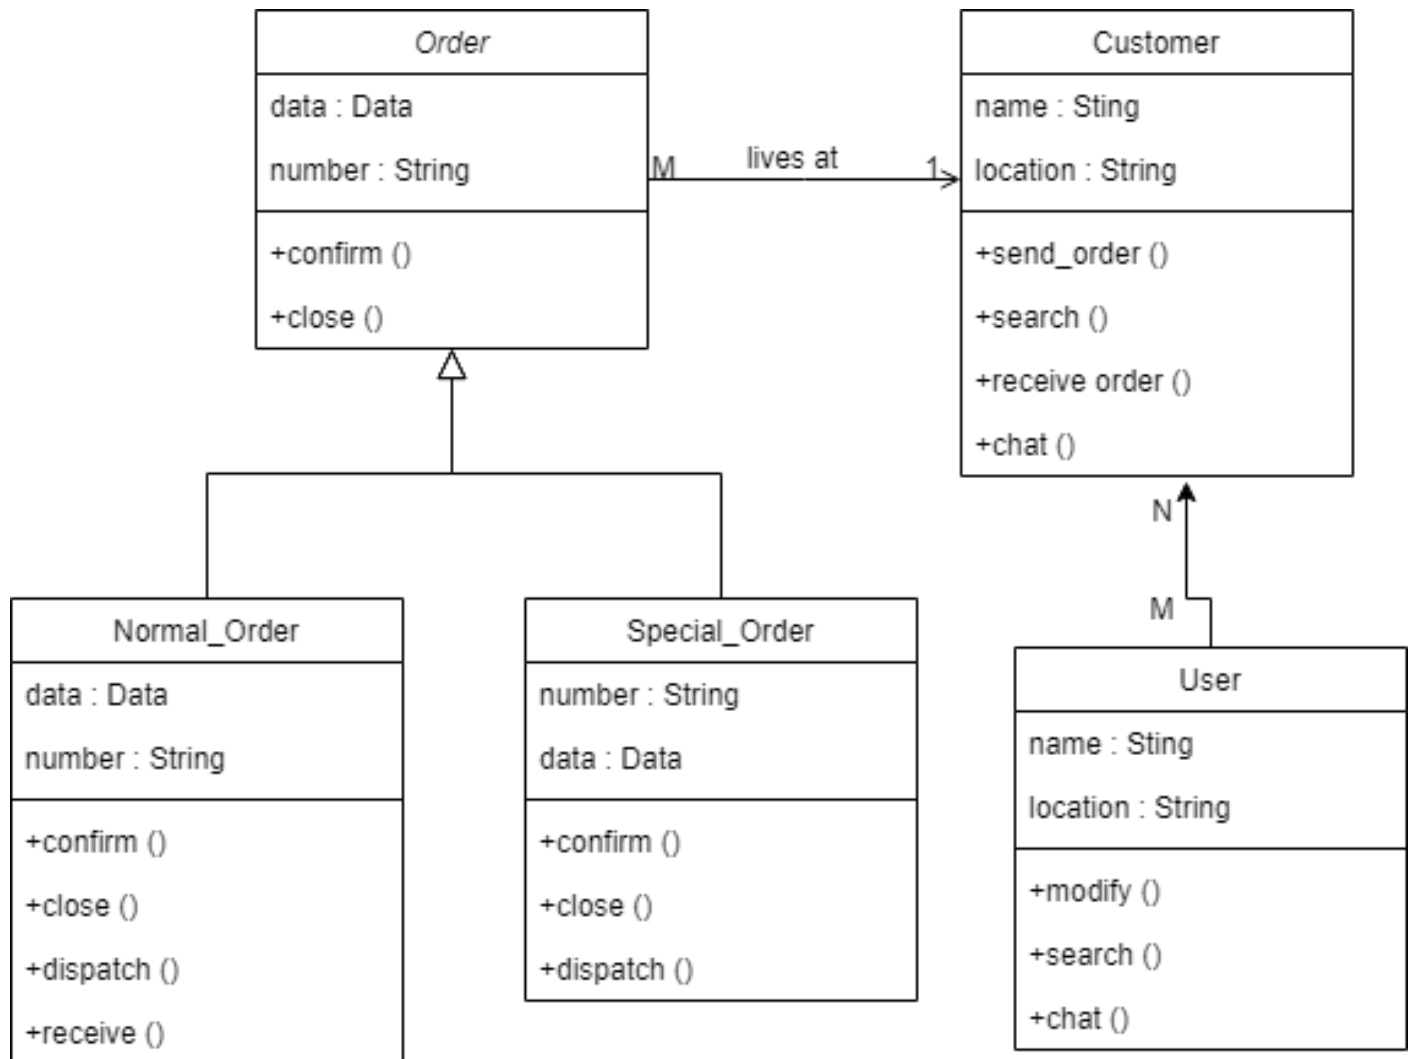 Order
data : Data
number : String
+confirm ()
+close ()
M
lives at
1
Customer
name : Sting
location : String
+send_order ()
+search ()
+receive order ()
+chat ()
N
M
Normal_Order
data : Data
number : String
+confirm ()
+close ()
+dispatch ()
+receive ()
Special_Order
number : String
data : Data
+confirm ()
+close ()
+dispatch ()
User
name : Sting
location : String
+modify ()
+search ()
+chat ()